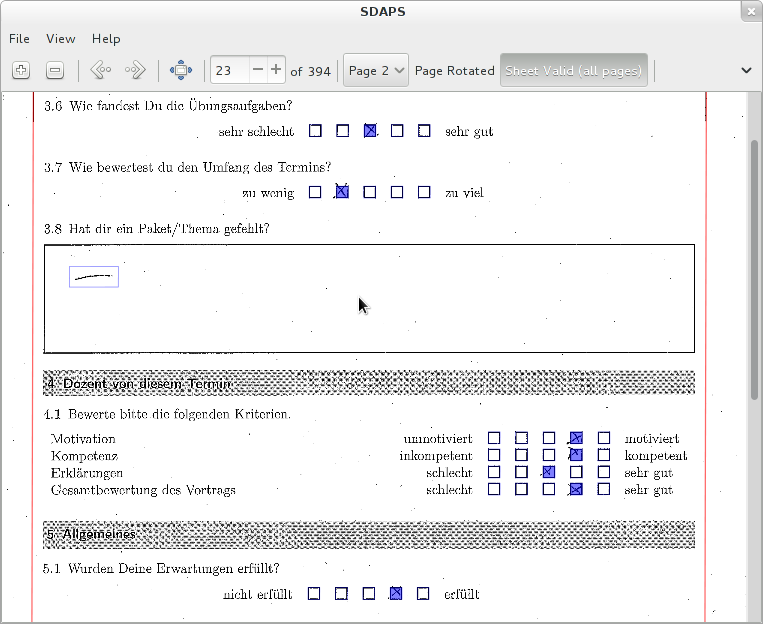 SDAPS
File View Help
23 of 394 Page 2 Page Rotated Sheet Valid (all pages)
3.6 Wie fandest Du die Übungsaufgaben?
sehr schlecht sehr gut
3.7 Wie bewertest du den Umfang des Termins?
zu wenig zu viel
3.8 Hat dir ein Paket/Thema gefehlt?
4 Dozent von diesem Termin
4.1 Bewerte bitte die folgenden Kriterien.
Motivation unmotiviert motiviert
Kompetenz inkompetent kompetent
Erklärungen schlecht sehr gut
Gesamtbewertung des Vortrags schlecht sehr gut
5 Allgemeines
5.1 Wurden Deine Erwartungen erfüllt?
nicht erfüllt erfüllt